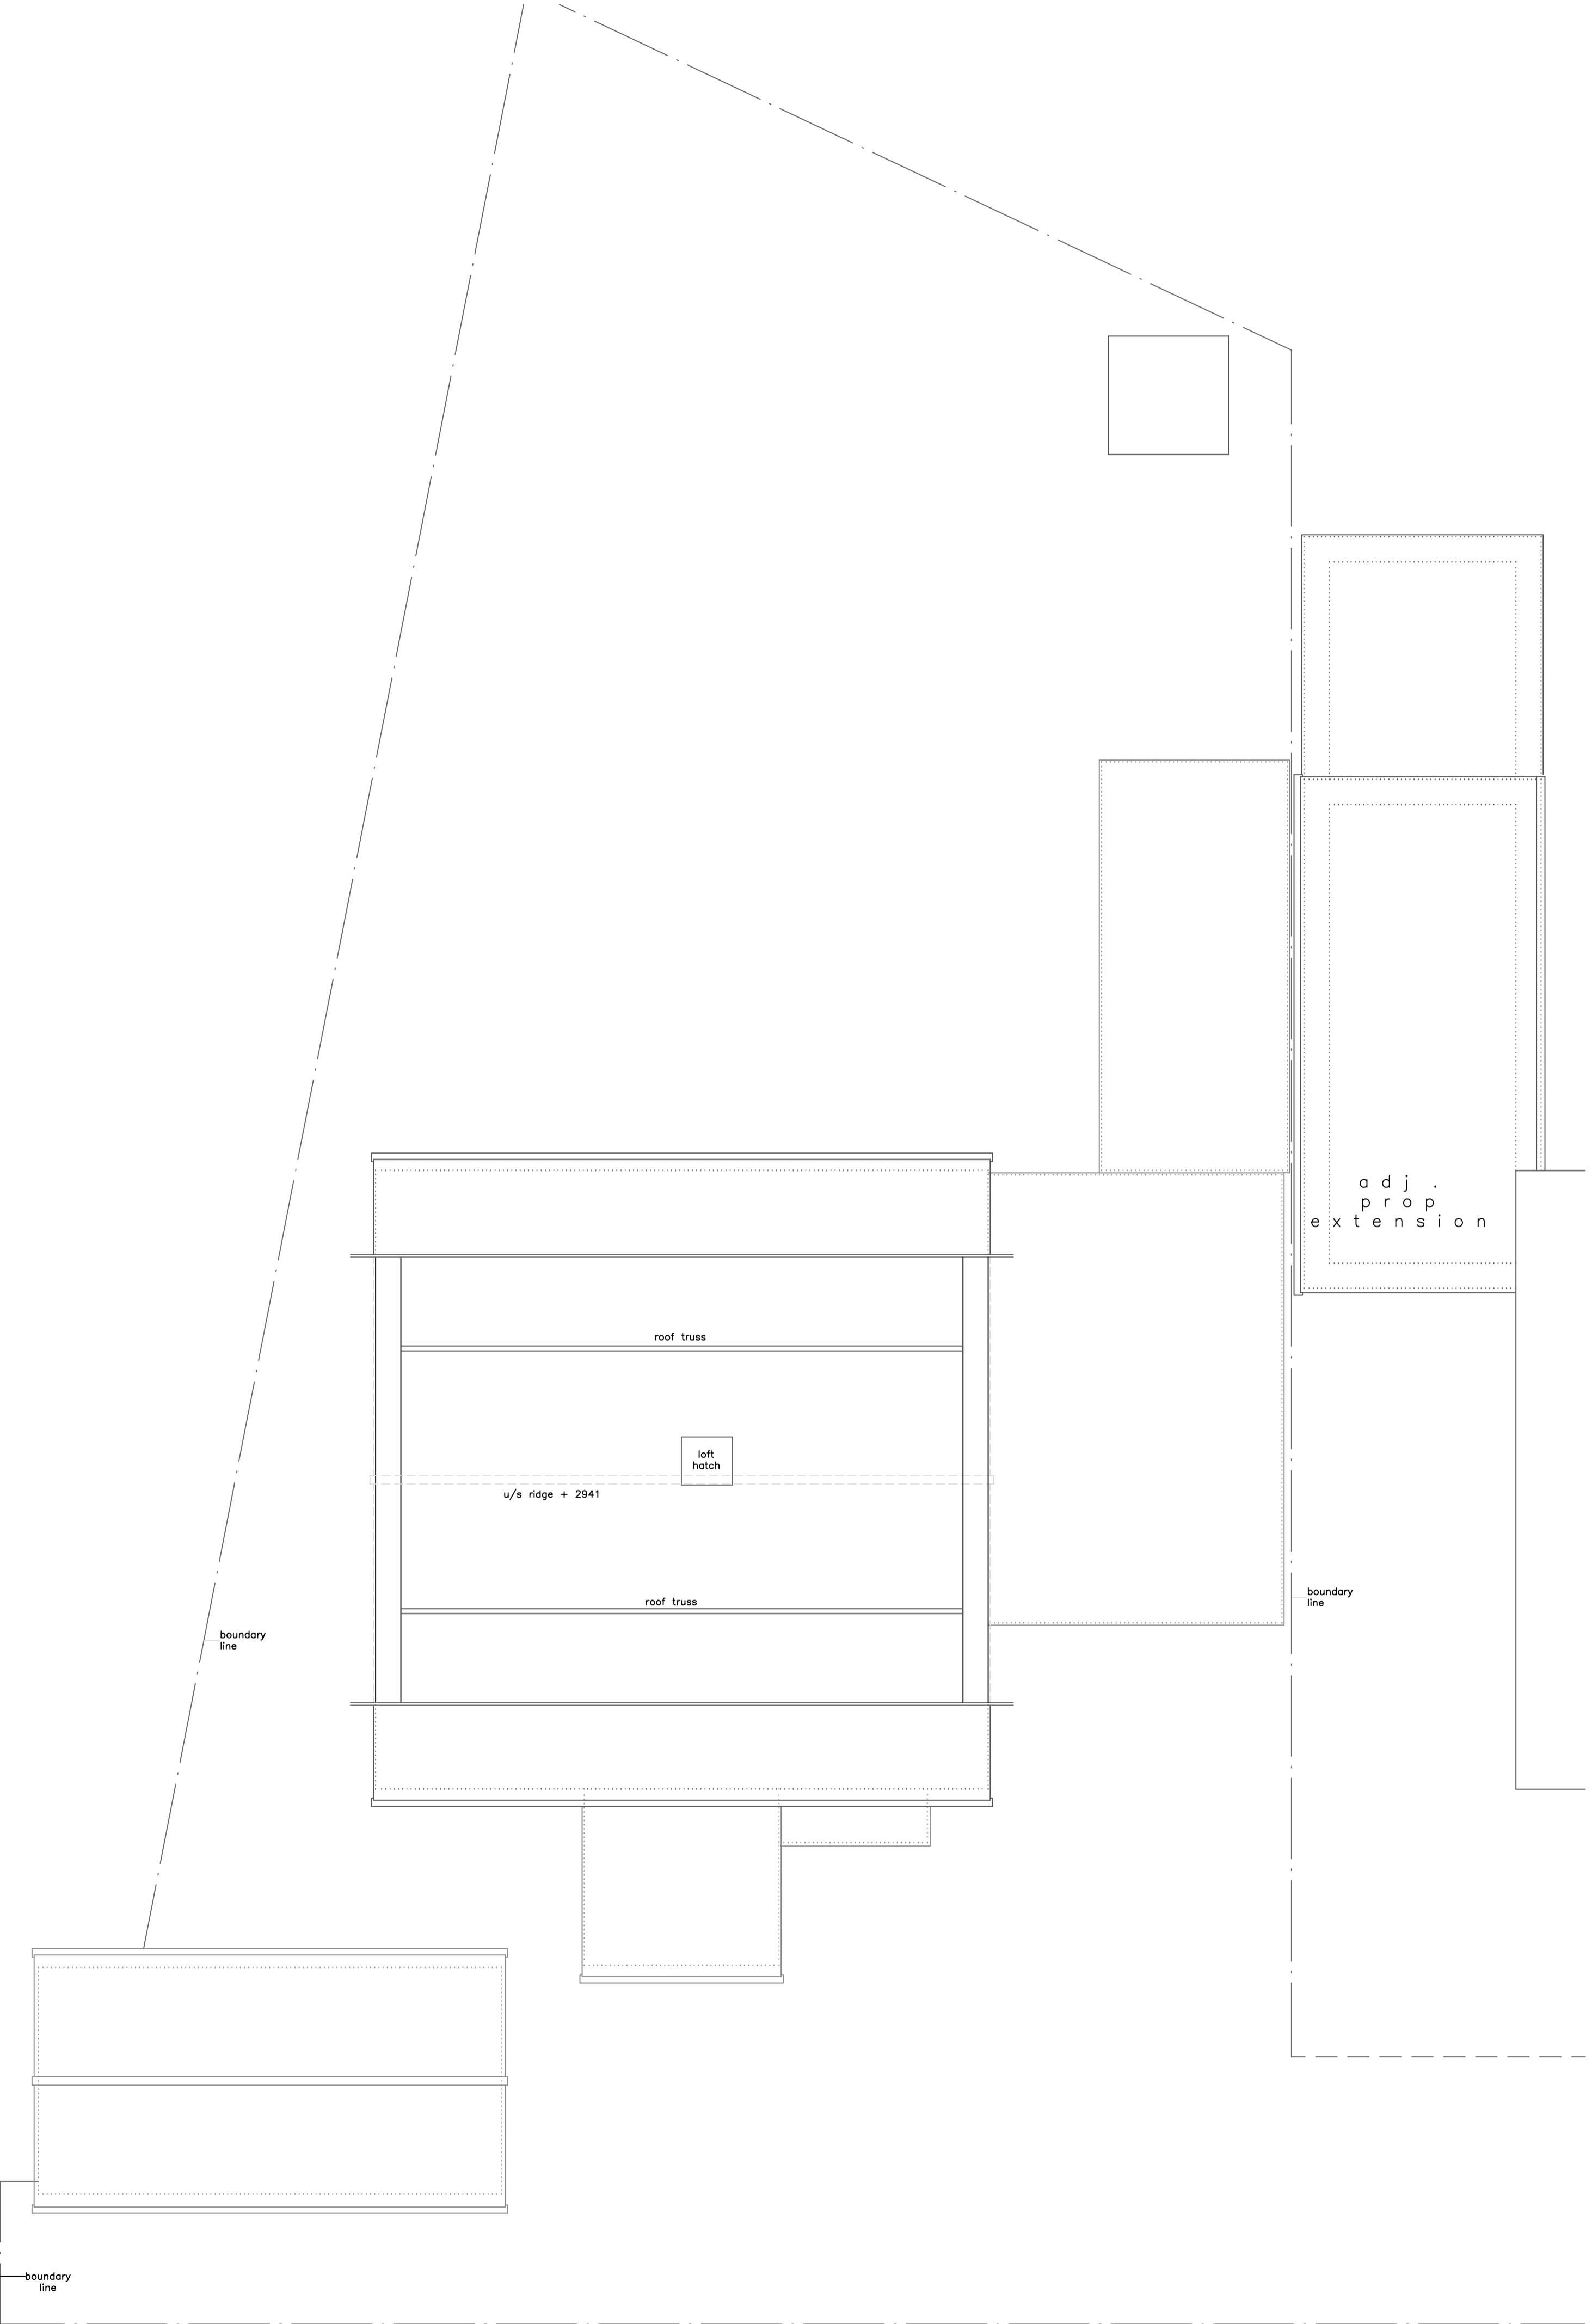 adj.
prop
extension
roof truss
loft
hatch
u/s ridge + 2941
roof truss
boundary
line
boundary
line
boundary
line